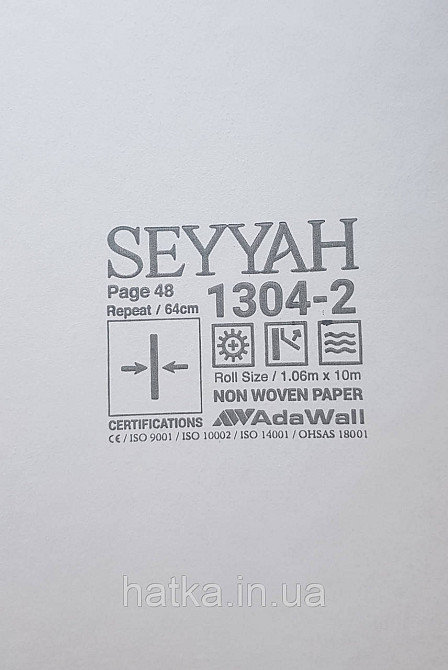 SEYYAH
Page 48
Repeat / 64cm
1304-2
Roll Size / 1.06m x 10m
NON WOVEN PAPER
CERTIFICATIONS
AdaWall
CE / ISO 9001 / ISO 10002 / ISO 14001 / OHSAS 18001
hatka.in.ua